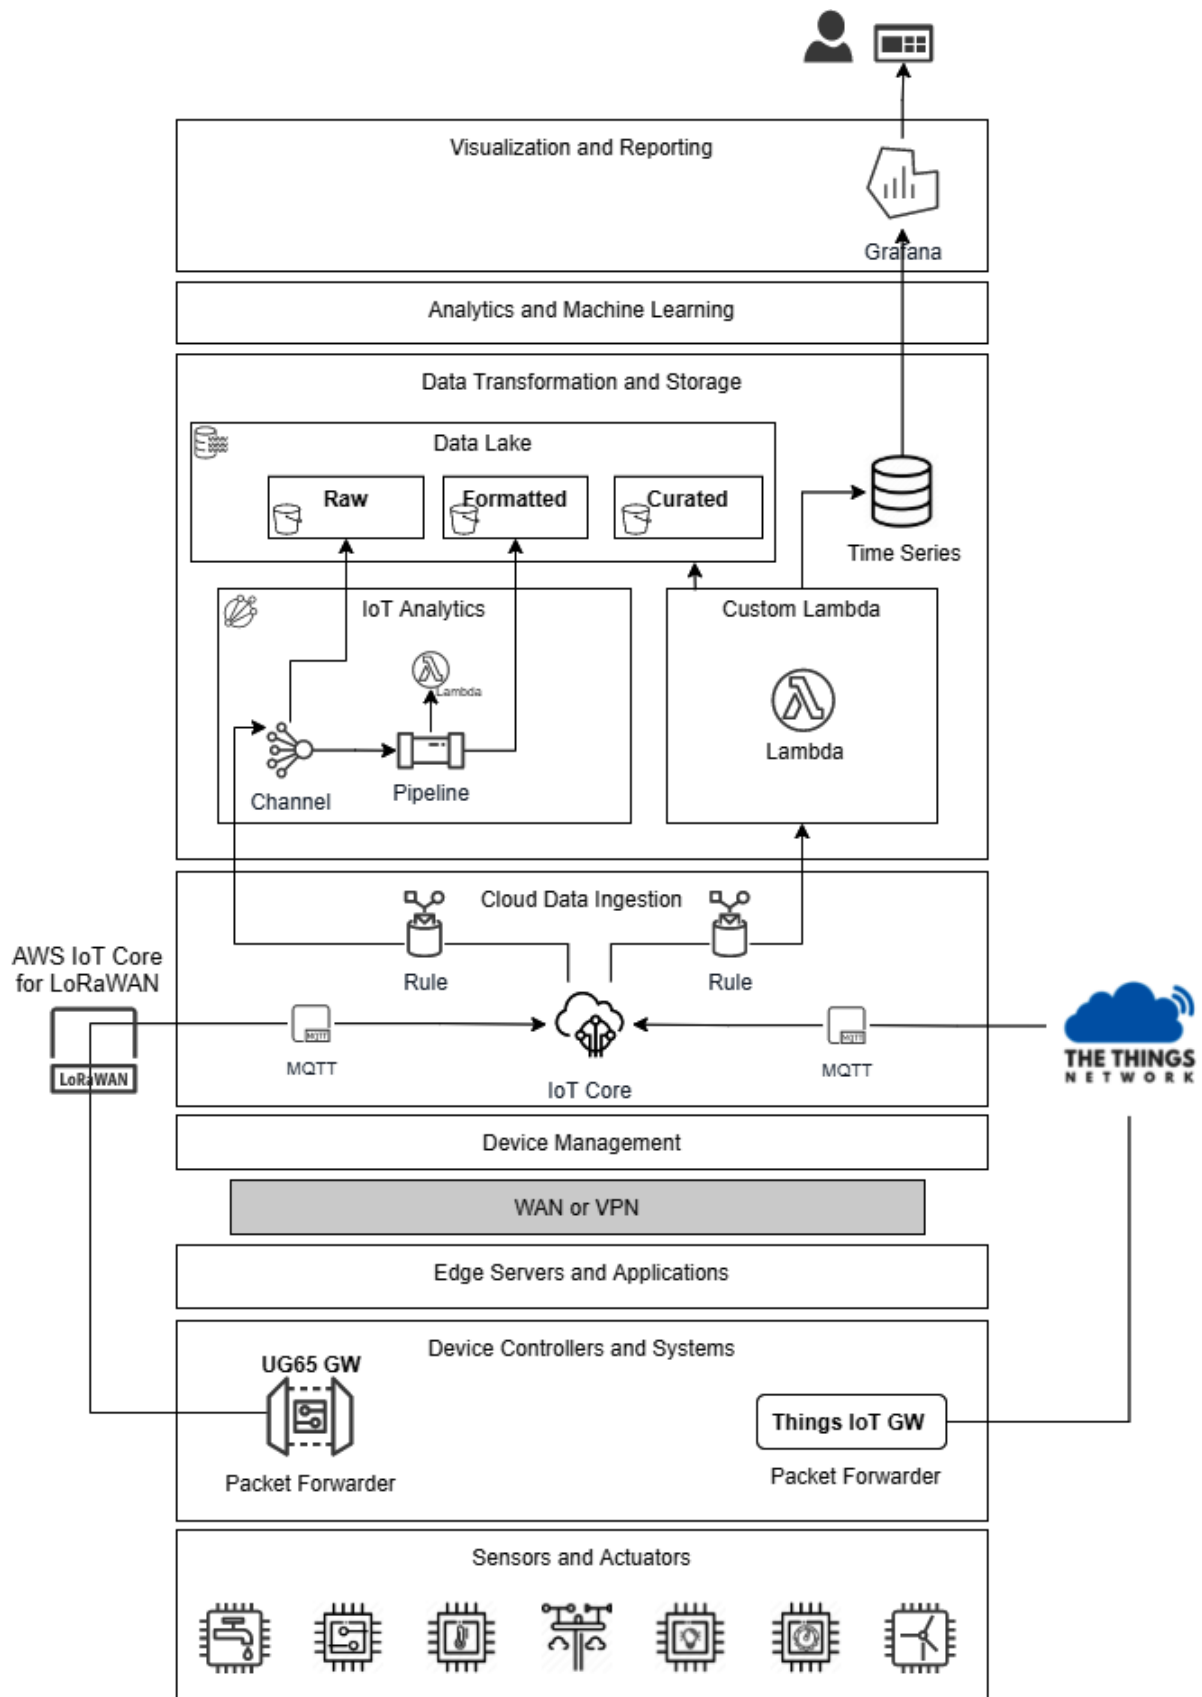 Visualization and Reporting
Grafana
Analytics and Machine Learning
Data Transformation and Storage
Data Lake
Raw
Formatted
Curated
Time Series
IoT Analytics
Custom Lambda
Lambda
Lambda
Channel
Pipeline
Cloud Data Ingestion
Rule
Rule
AWS IoT Core
for LoRaWAN
LoRaWAN
MQTT
MQTT
MQTT
MQTT
IoT Core
THE THINGS
NETWORK
Device Management
WAN or VPN
Edge Servers and Applications
Device Controllers and Systems
UG65 GW
Packet Forwarder
Things IoT GW
Packet Forwarder
Sensors and Actuators